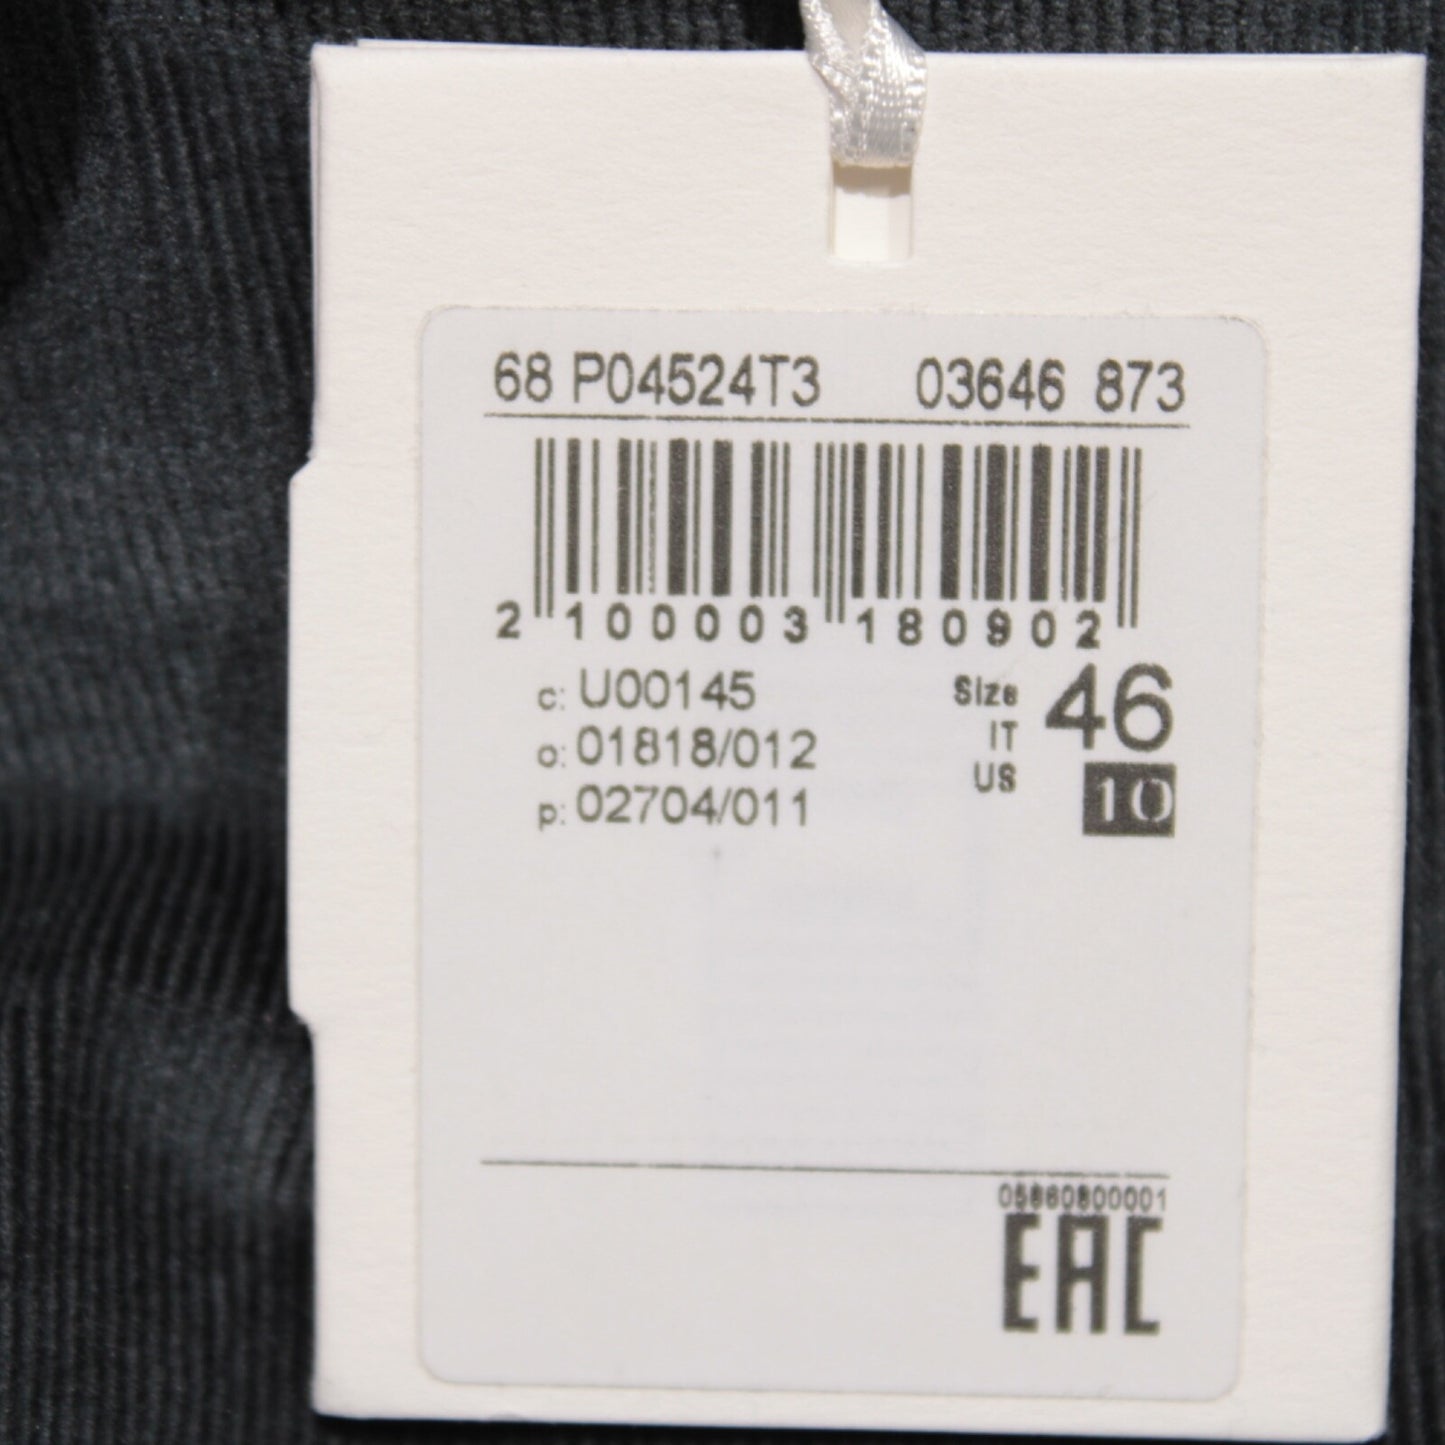 68 P04524T3 03646 873
2 100003 180902
c: U00145
o: 01818/012
p: 02704/011
Size
IT 46
US 10
05860800001
EAC